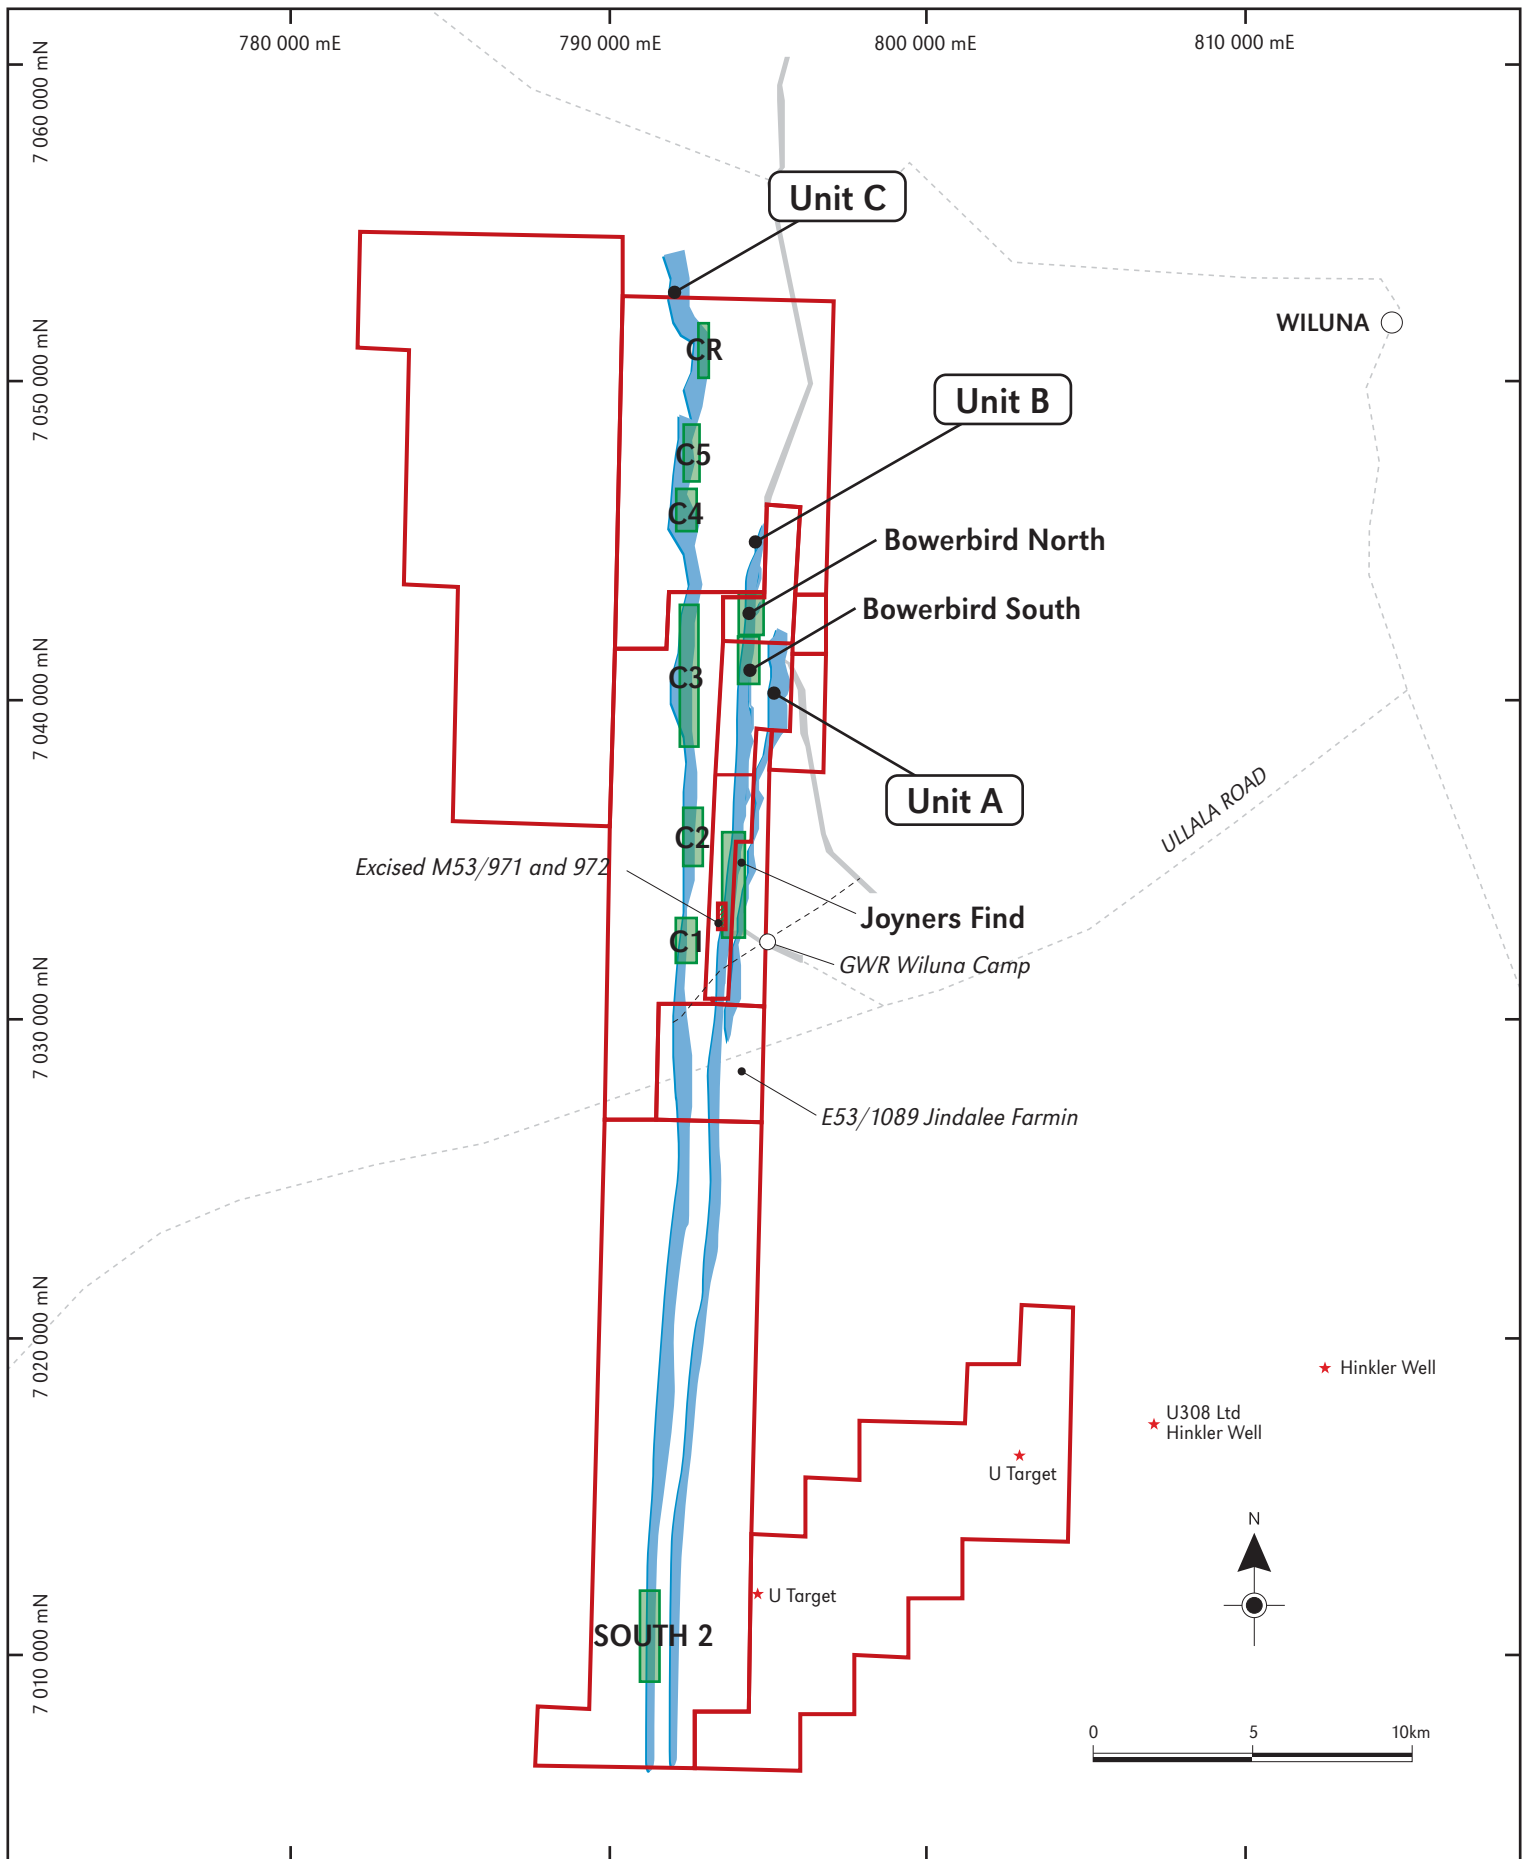 780 000 mE
790 000 mE
800 000 mE
810 000 mE
7 060 000 mN
7 050 000 mN
7 040 000 mN
7 030 000 mN
7 020 000 mN
7 010 000 mN
Unit C
WILUNA
CR
Unit B
C5
C4
Bowerbird North
Bowerbird South
C3
Unit A
ULLALA ROAD
C2
Excised M53/971 and 972
Joyners Find
C1
GWR Wiluna Camp
E53/1089 Jindalee Farmin
Hinkler Well
U308 Ltd
Hinkler Well
U Target
N
U Target
SOUTH 2
0
5
10km